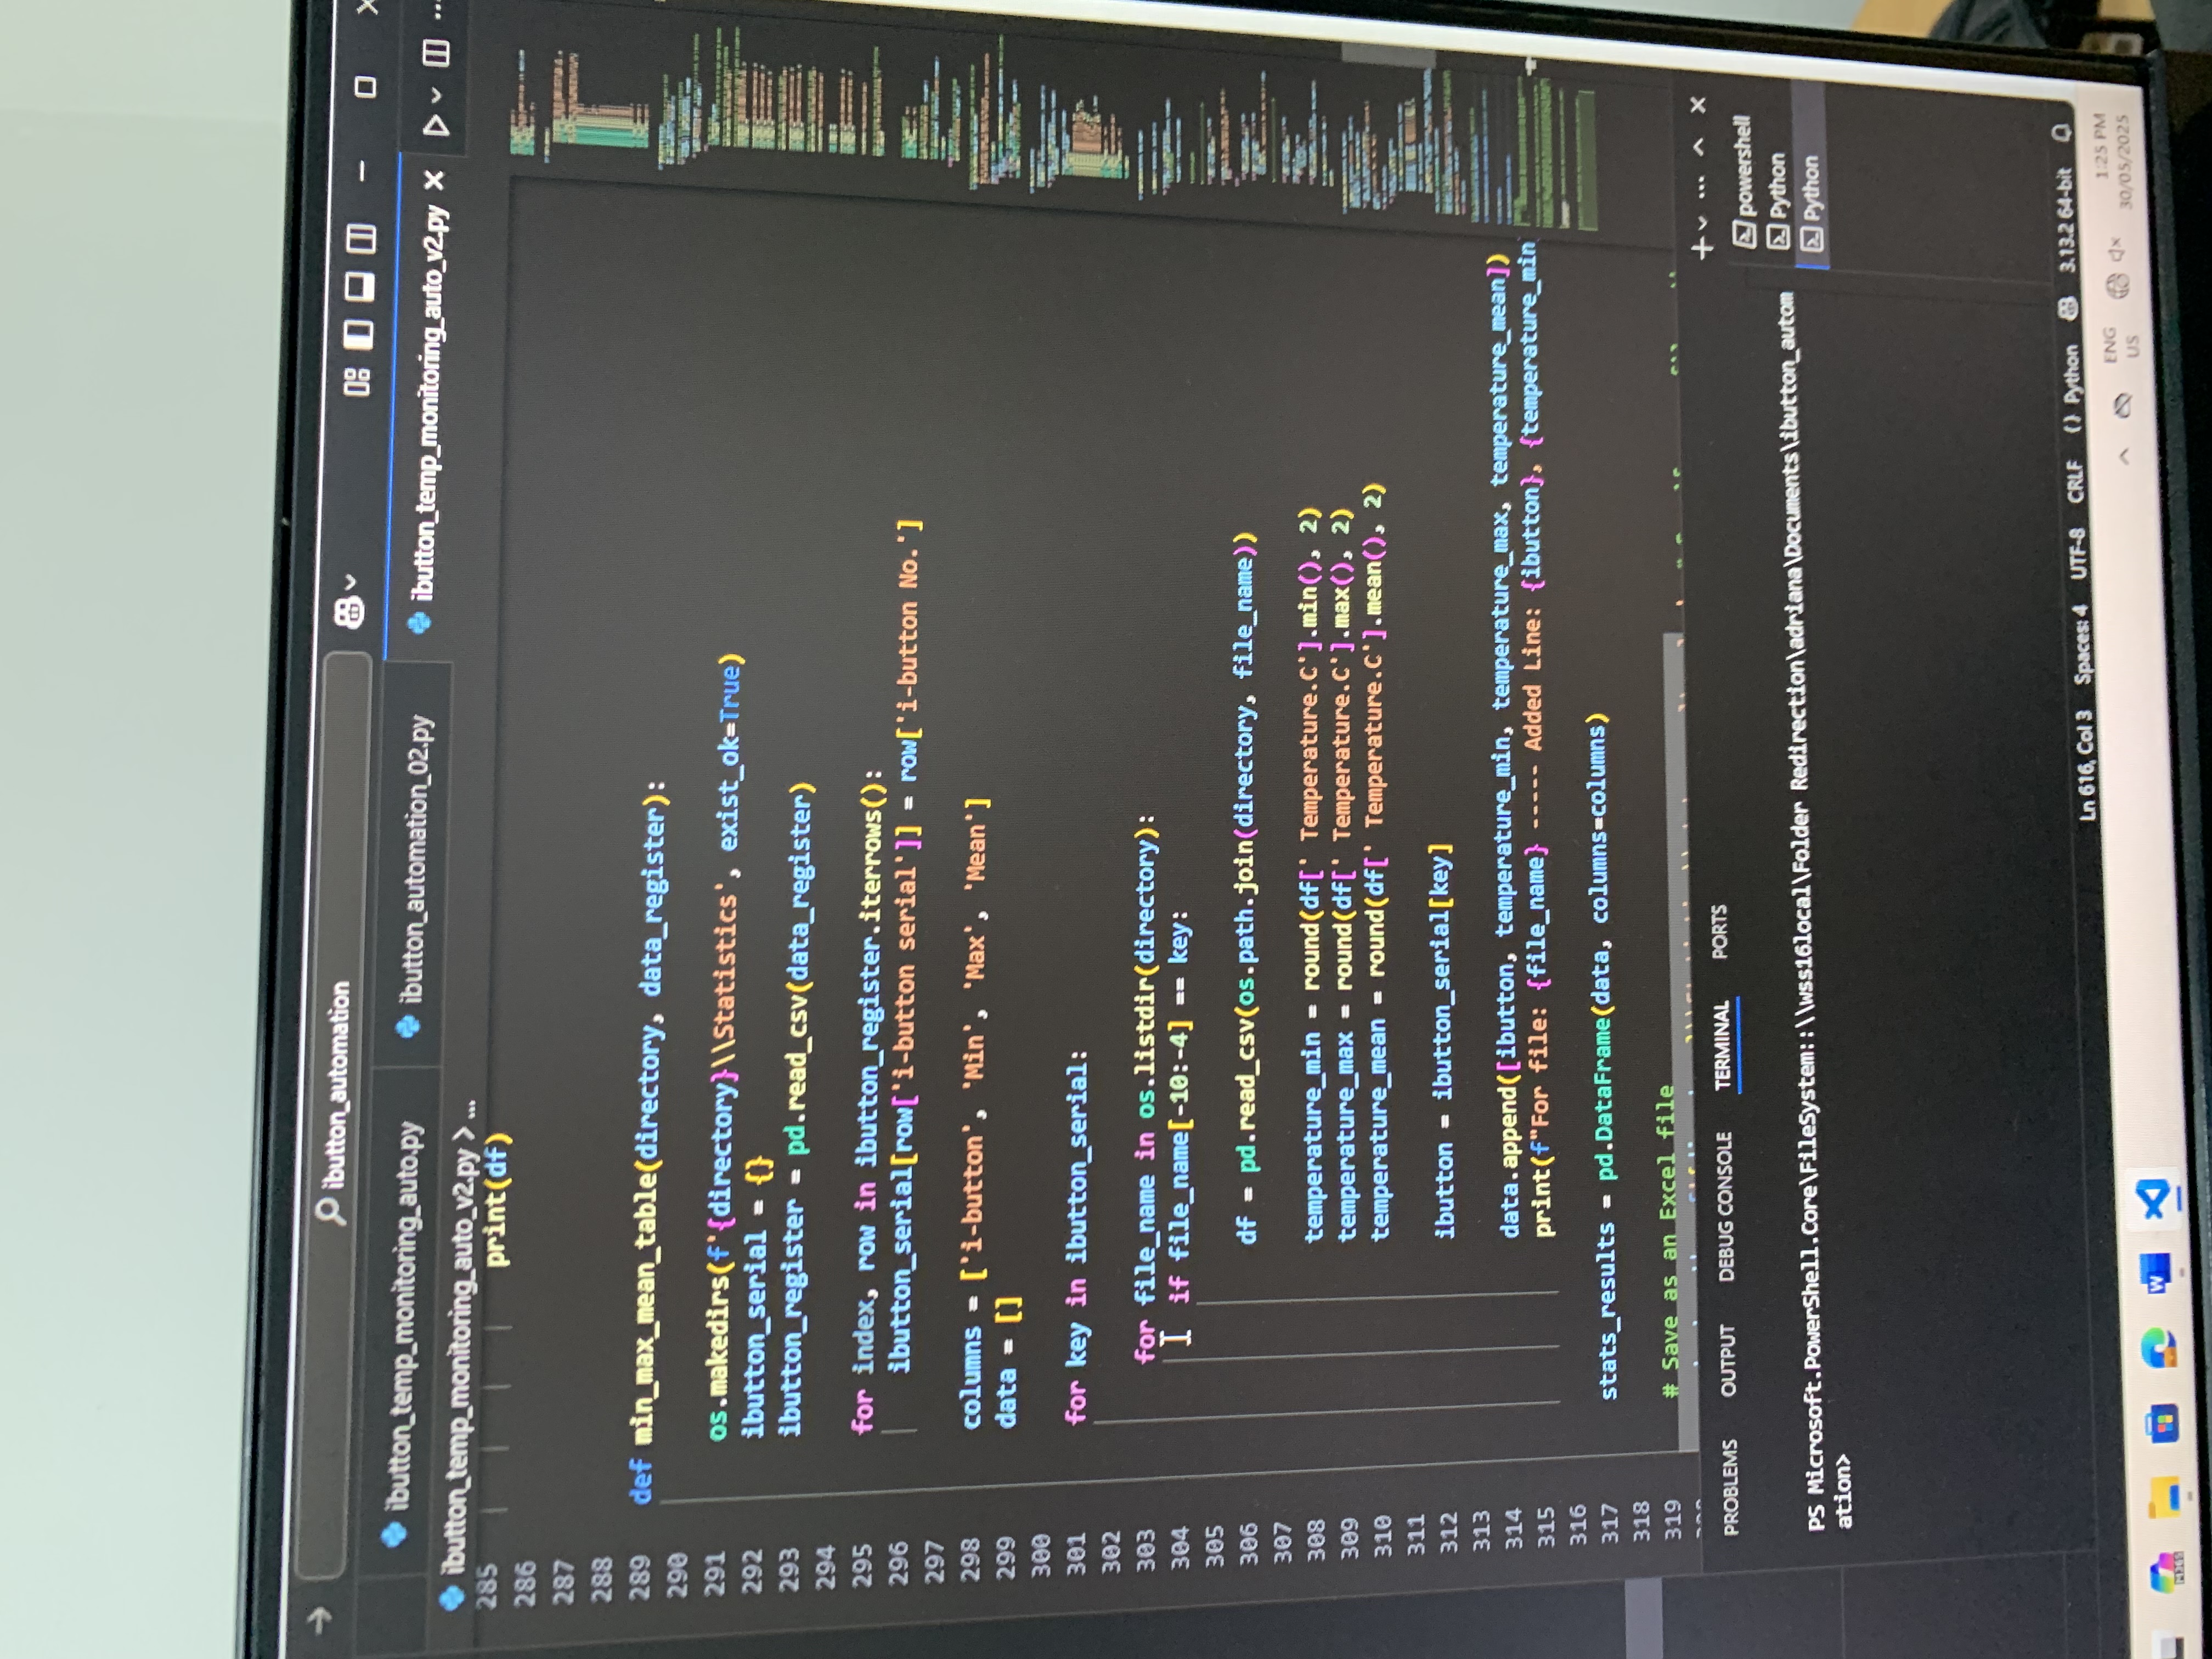 ibutton_automation
ibutton_temp_monitoring_auto.py
ibutton_automation_02.py
ibutton_temp_monitoring_auto_v2.py
ibutton_temp_monitoring_auto_v2.py > ...
285 print(df)
286
287
288
289 def min_max_mean_table(directory, data_register):
290
291 os.makedirs(f'{directory}\\Statistics', exist_ok=True)
292 ibutton_serial = {}
293 ibutton_register = pd.read_csv(data_register)
294
295 for index, row in ibutton_register.iterrows():
296 ibutton_serial[row['i-button serial']] = row['i-button No.']
297
298 columns = ['i-button', 'Min', 'Max', 'Mean']
299 data = []
300
301 for key in ibutton_serial:
302
303 for file_name in os.listdir(directory):
304 if file_name[-10:-4] == key:
305
306 df = pd.read_csv(os.path.join(directory, file_name))
307
308 temperature_min = round(df[' Temperature.C'].min(), 2)
309 temperature_max = round(df[' Temperature.C'].max(), 2)
310 temperature_mean = round(df[' Temperature.C'].mean(), 2)
311
312 ibutton = ibutton_serial[key]
313
314 data.append([ibutton, temperature_min, temperature_max, temperature_mean])
315 print(f"For file: {file_name} ----- Added Line: {ibutton}, {temperature_min
316
317 stats_results = pd.DataFrame(data, columns=columns)
318
319 # Save as an Excel file
PROBLEMS OUTPUT DEBUG CONSOLE TERMINAL PORTS
powershell
Python
Python
PS Microsoft.PowerShell.Core\FileSystem::\\wss16local\Folder Redirection\adriana\Documents\ibutton_autom
ation>
Ln 616, Col 3 Spaces: 4 UTF-8 CRLF {} Python 3.13.2 64-bit
ENG
US
1:25 PM
30/05/2025
M365
W